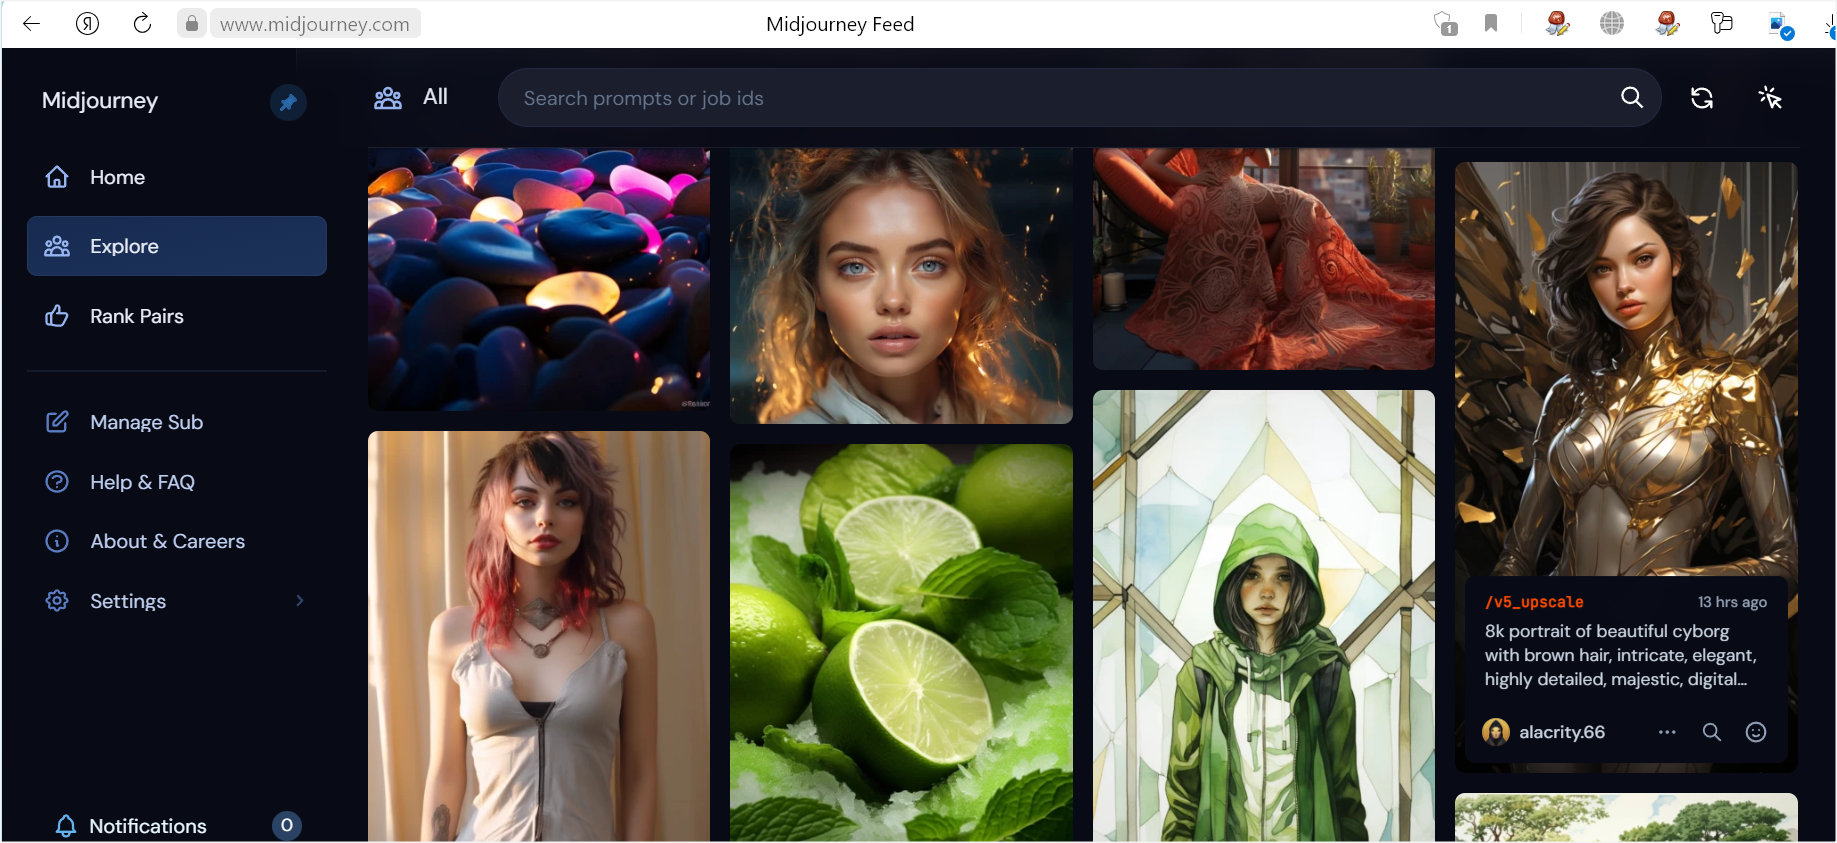 www.midjourney.com
Midjourney Feed
1
Midjourney
All
Search prompts or job ids
Home
Explore
Rank Pairs
Manage Sub
Help & FAQ
About & Careers
Settings
Notifications
0
/v5_upscale
13 hrs ago
8k portrait of beautiful cyborg
with brown hair, intricate, elegant,
highly detailed, majestic, digital...
alacrity.66